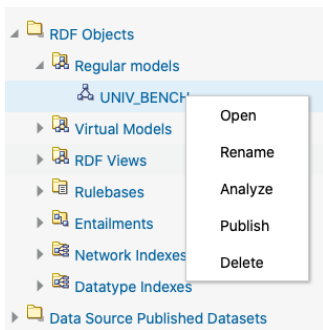 RDF Objects
Regular models
UNIV_BENCH
Open
Virtual Models
Rename
RDF Views
Analyze
Rulebases
Publish
Entailments
Network Indexes
Delete
Datatype Indexes
Data Source Published Datasets